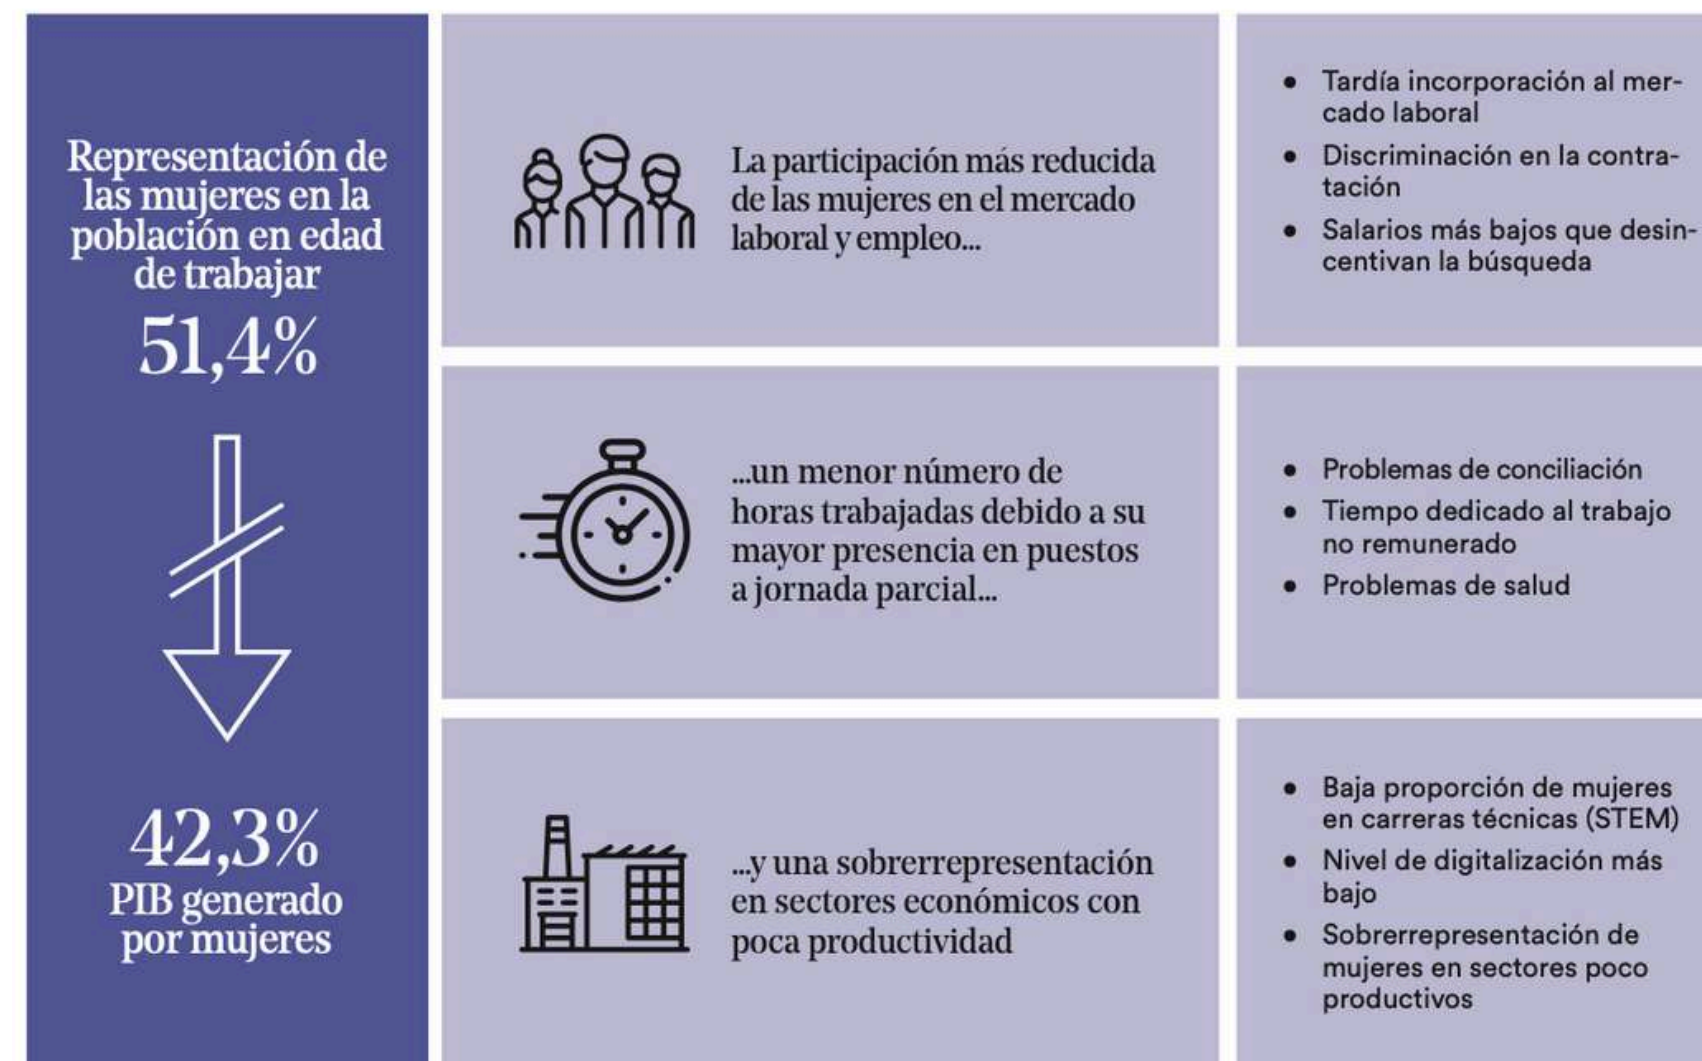 Representación de
las mujeres en la
población en edad
de trabajar
51,4%
42,3%
PIB generado
por mujeres
La participación más reducida
de las mujeres en el mercado
laboral y empleo...
• Tardía incorporación al mer-
cado laboral
• Discriminación en la contra-
tación
• Salarios más bajos que desin-
centivan la búsqueda
...un menor número de
horas trabajadas debido a su
mayor presencia en puestos
a jornada parcial...
• Problemas de conciliación
• Tiempo dedicado al trabajo
no remunerado
• Problemas de salud
...y una sobrerrepresentación
en sectores económicos con
poca productividad
• Baja proporción de mujeres
en carreras técnicas (STEM)
• Nivel de digitalización más
bajo
• Sobrerrepresentación de
mujeres en sectores poco
productivos